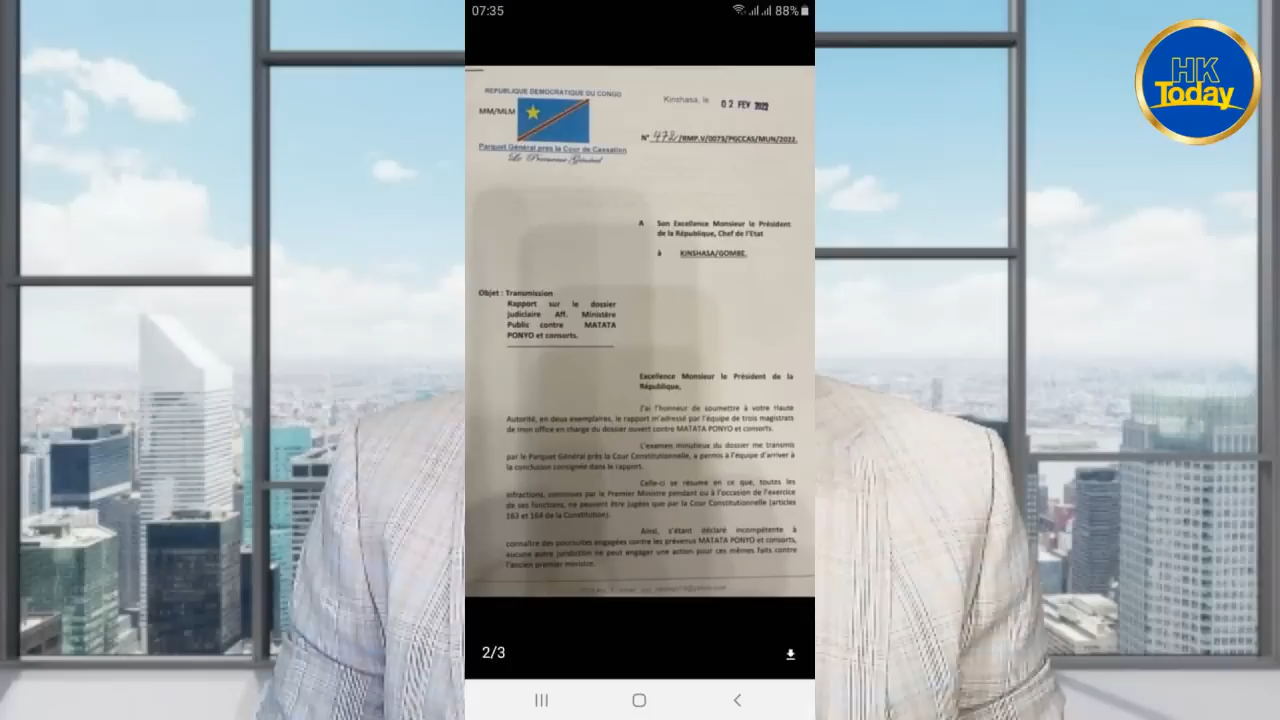 07:35
88%
HK
Today
REPUBLIQUE DEMOCRATIQUE DU CONGO
MM/MLM
Parquet Général près la Cour de Cassation
Le Procureur Général
Kinshasa, le 02 FEV 2022
N° 472/RMP.V/0073/PGCCAS/MUN/2022.
A Son Excellence Monsieur le Président
de la République, Chef de l'Etat
à KINSHASA/GOMBE.
Objet : Transmission
Rapport sur le dossier
judiciaire Aff. Ministère
Public contre MATATA
PONYO et consorts.
Excellence Monsieur le Président de la
République,
J'ai l'honneur de soumettre à votre Haute
Autorité, en deux exemplaires, le rapport m'adressé par l'équipe de trois magistrats
de mon office en charge du dossier ouvert contre MATATA PONYO et consorts.
L'examen minutieux du dossier me transmis
par le Parquet Général près la Cour Constitutionnelle, a permis à l'équipe d'arriver à
la conclusion consignée dans le rapport.
Celle-ci se résume en ce que, toutes les
infractions, commises par le Premier Ministre pendant ou à l'occasion de l'exercice
de ses fonctions, ne peuvent être jugées que par la Cour Constitutionnelle (articles
163 et 164 de la Constitution).
Ainsi, s'étant déclaré incompétente à
connaître des poursuites engagées contre les prévenus MATATA PONYO et consorts,
aucune autre juridiction ne peut engager une action pour ces mêmes faits contre
l'ancien premier ministre.
2/3